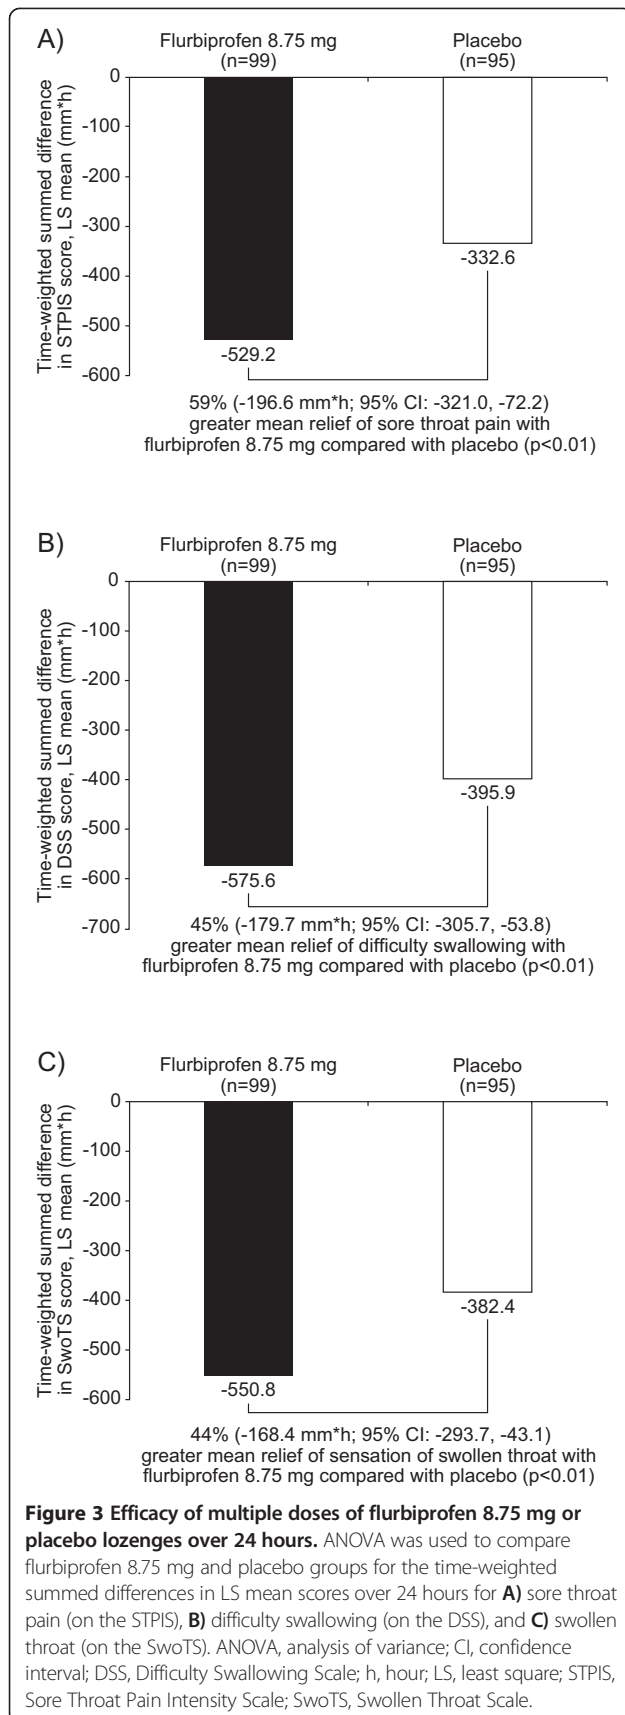 A)
Flurbiprofen 8.75 mg
(n=99)
Placebo
(n=95)
Time-weighted summed difference
in STPIS score, LS mean (mm*h)
0
-100
-200
-300
-400
-500
-600
-529.2
-332.6
59% (-196.6 mm*h; 95% CI: -321.0, -72.2)
greater mean relief of sore throat pain with
flurbiprofen 8.75 mg compared with placebo (p<0.01)
B)
Flurbiprofen 8.75 mg
(n=99)
Placebo
(n=95)
Time-weighted summed difference
in DSS score, LS mean (mm*h)
0
-100
-200
-300
-400
-500
-600
-700
-575.6
-395.9
45% (-179.7 mm*h; 95% CI: -305.7, -53.8)
greater mean relief of difficulty swallowing with
flurbiprofen 8.75 mg compared with placebo (p<0.01)
C)
Flurbiprofen 8.75 mg
(n=99)
Placebo
(n=95)
Time-weighted summed difference
in SwoTS score, LS mean (mm*h)
0
-100
-200
-300
-400
-500
-600
-550.8
-382.4
44% (-168.4 mm*h; 95% CI: -293.7, -43.1)
greater mean relief of sensation of swollen throat with
flurbiprofen 8.75 mg compared with placebo (p<0.01)
Figure 3 Efficacy of multiple doses of flurbiprofen 8.75 mg or
placebo lozenges over 24 hours. ANOVA was used to compare
flurbiprofen 8.75 mg and placebo groups for the time-weighted
summed differences in LS mean scores over 24 hours for A) sore throat
pain (on the STPIS), B) difficulty swallowing (on the DSS), and C) swollen
throat (on the SwoTS). ANOVA, analysis of variance; CI, confidence
interval; DSS, Difficulty Swallowing Scale; h, hour; LS, least square; STPIS,
Sore Throat Pain Intensity Scale; SwoTS, Swollen Throat Scale.